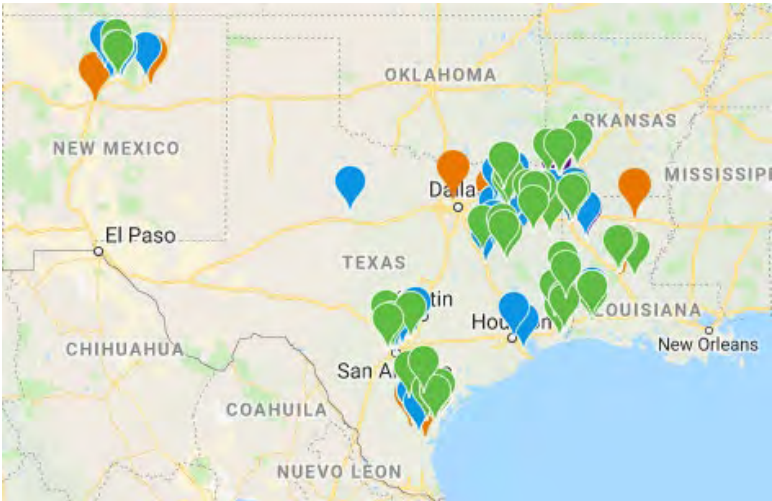 OKLAHOMA
ARKANSAS
NEW MEXICO
MISSISSIPPI
Dalla
El Paso
TEXAS
tin
LOUISIANA
Hou n
New Orleans
CHIHUAHUA
San A o
COAHUILA
NUEVO LEON